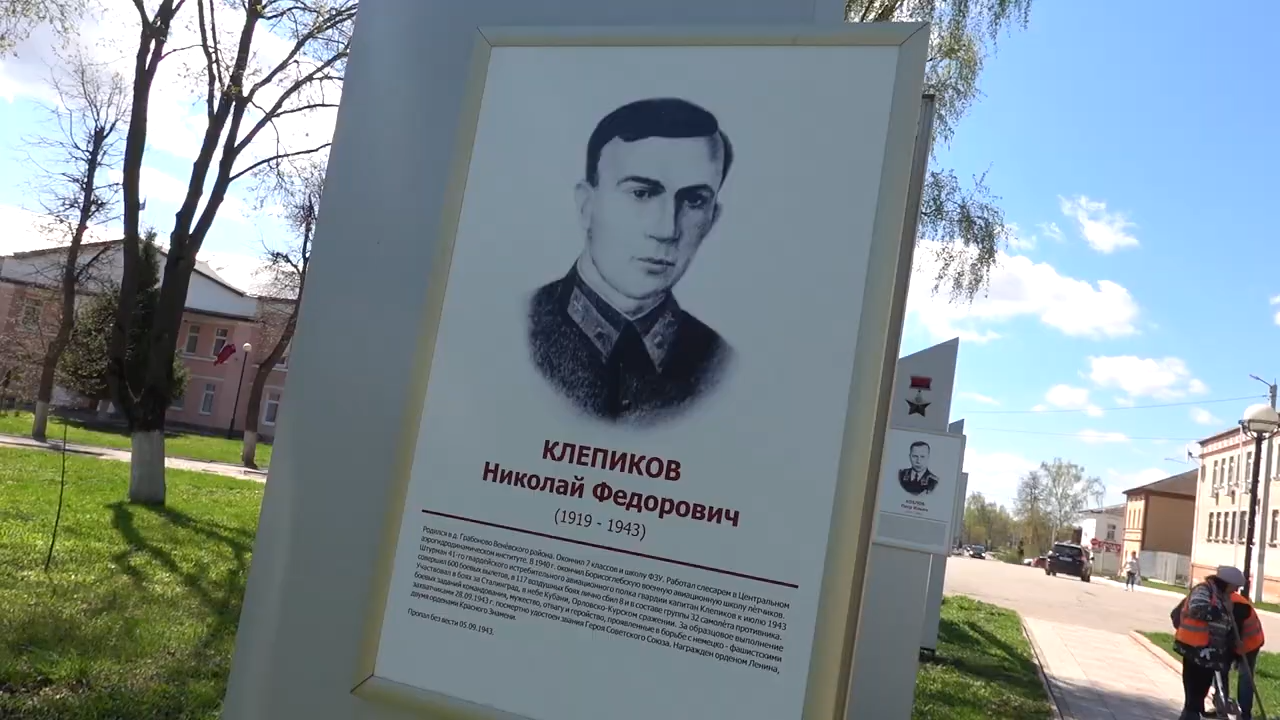 КЛЕПИКОВ
Николай Федорович
(1919 - 1943)
Родился в д. Грабоново Венёвского района. Окончил 7 классов и школу ФЗУ. Работал слесарем в Центральном
аэрогидродинамическом институте. В 1940 г. окончил Борисоглебскую военную авиационную школу лётчиков.
Штурман 41-го гвардейского истребительного авиационного полка гвардии капитан Клепиков к июлю 1943
совершил 600 боевых вылетов, в 117 воздушных боях лично сбил 8 и в составе группы 32 самолёта противника.
Участвовал в боях за Сталинград, в небе Кубани, Орловско-Курском сражении. За образцовое выполнение
боевых заданий командования, мужество, отвагу и геройство, проявленные в борьбе с немецко - фашистскими
захватчиками 28.09.1943 г. посмертно удостоен звания Героя Советского Союза. Награжден орденом Ленина,
двумя орденами Красного Знамени.
Пропал без вести 05.09.1943.